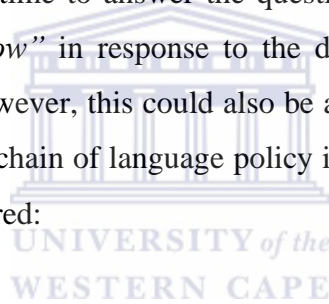 time to answer the questi
ow" in response to the d
wever, this could also be a
chain of language policy i
red:
UNIVERSITY of the
WESTERN CAPE